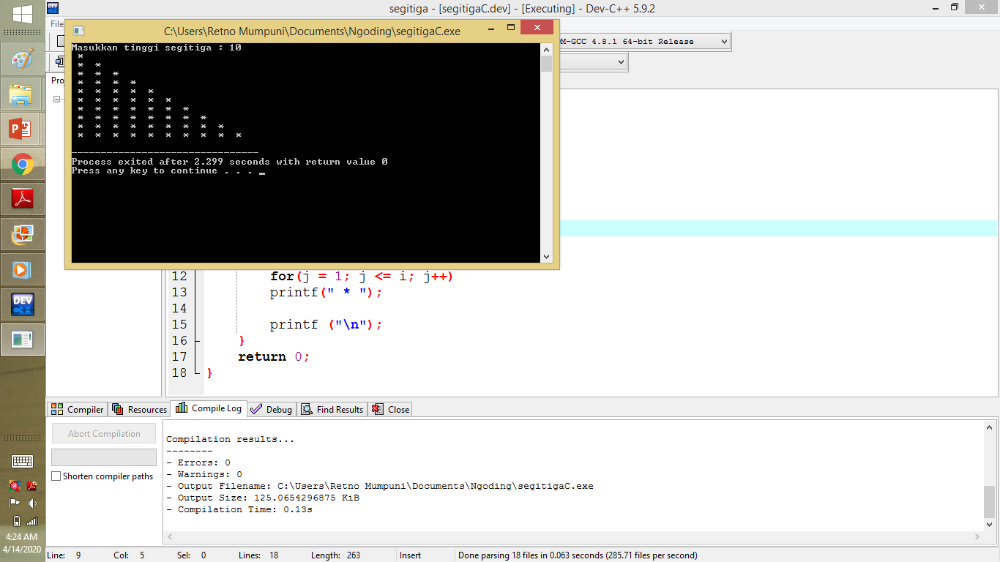 segitiga - [segitigaC.dev] - [Executing] - Dev-C++ 5.9.2
File
C:\Users\Retno Mumpuni\Documents\Ngoding\segitigaC.exe
M-GCC 4.8.1 64-bit Release
Masukkan tinggi segitiga : 10
*
* *
* * *
* * * *
* * * * *
* * * * * *
* * * * * * *
* * * * * * * *
* * * * * * * * *
* * * * * * * * * *
--------------------------------
Process exited after 2.299 seconds with return value 0
Press any key to continue . . . _
12 for(j = 1; j <= i; j++)
13 printf(" * ");
14
15 printf ("\n");
16 }
17 return 0;
18 }
DEV C++
Compiler Resources Compile Log Debug Find Results Close
Abort Compilation
Shorten compiler paths
Compilation results...
--------
- Errors: 0
- Warnings: 0
- Output Filename: C:\Users\Retno Mumpuni\Documents\Ngoding\segitigaC.exe
- Output Size: 125.0654296875 KiB
- Compilation Time: 0.13s
4:24 AM
4/14/2020
Line: 9 Col: 5 Sel: 0 Lines: 18 Length: 263 Insert Done parsing 18 files in 0.063 seconds (285.71 files per second)